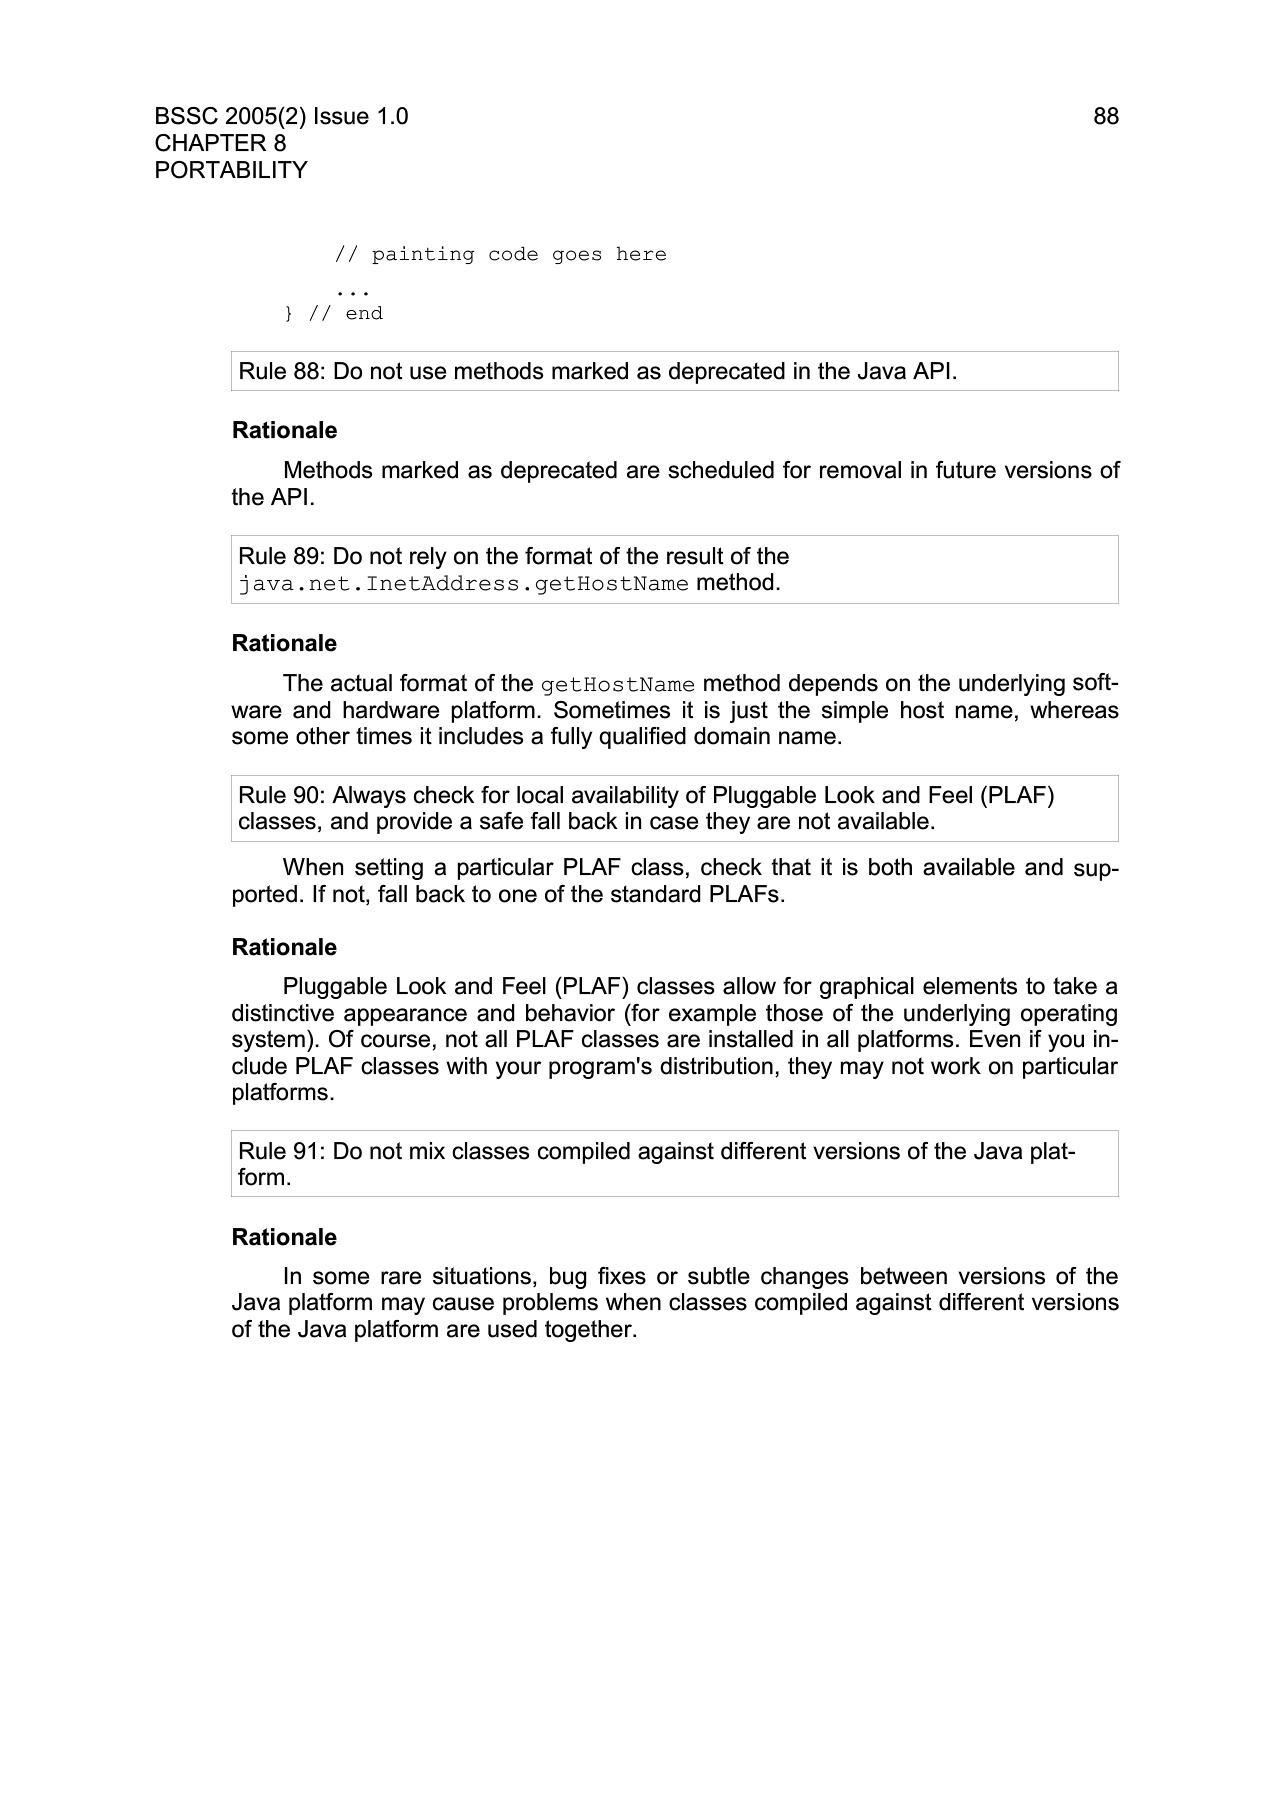 BSSC 2005(2) Issue 1.0 88
CHAPTER 8
PORTABILITY
// painting code goes here
...
} // end
Rule 88: Do not use methods marked as deprecated in the Java API.
Rationale
Methods marked as deprecated are scheduled for removal in future versions of
the API.
Rule 89: Do not rely on the format of the result of the
java.net.InetAddress.getHostName method.
Rationale
The actual format of the getHostName method depends on the underlying soft-
ware and hardware platform. Sometimes it is just the simple host name, whereas
some other times it includes a fully qualified domain name.
Rule 90: Always check for local availability of Pluggable Look and Feel (PLAF)
classes, and provide a safe fall back in case they are not available.
When setting a particular PLAF class, check that it is both available and sup-
ported. If not, fall back to one of the standard PLAFs.
Rationale
Pluggable Look and Feel (PLAF) classes allow for graphical elements to take a
distinctive appearance and behavior (for example those of the underlying operating
system). Of course, not all PLAF classes are installed in all platforms. Even if you in-
clude PLAF classes with your program's distribution, they may not work on particular
platforms.
Rule 91: Do not mix classes compiled against different versions of the Java plat-
form.
Rationale
In some rare situations, bug fixes or subtle changes between versions of the
Java platform may cause problems when classes compiled against different versions
of the Java platform are used together.